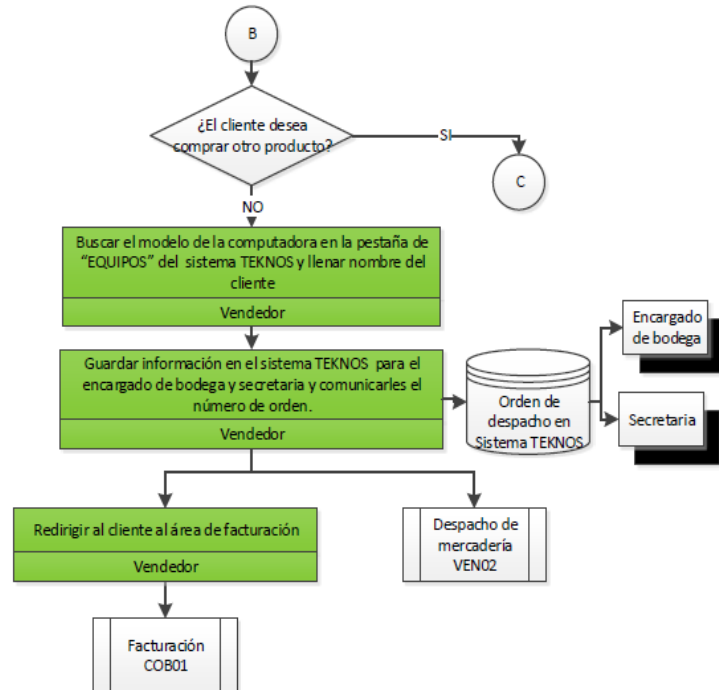 B
¿El cliente desea
comprar otro producto?
SI
C
NO
Buscar el modelo de la computadora en la pestaña de
“EQUIPOS” del sistema TEKNOS y llenar nombre del
cliente
Vendedor
Guardar información en el sistema TEKNOS para el
encargado de bodega y secretaria y comunicarles el
número de orden.
Vendedor
Orden de
despacho en
Sistema TEKNOS
Encargado
de bodega
Secretaria
Redirigir al cliente al área de facturación
Vendedor
Despacho de
mercadería
VEN02
Facturación
COB01